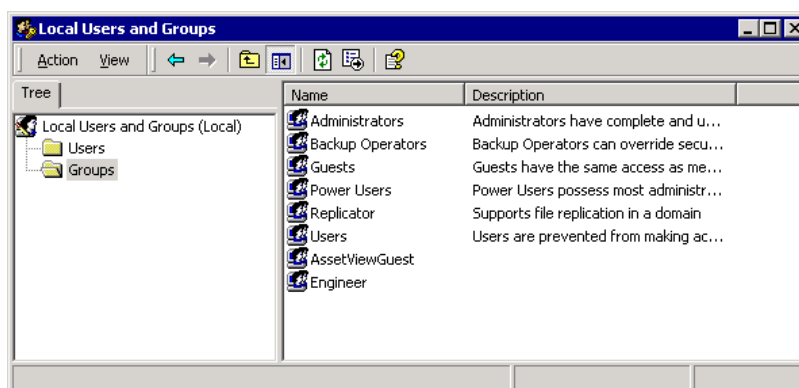 Local Users and Groups
Action View
Tree
Name Description
Local Users and Groups (Local)
Users
Groups
Administrators Administrators have complete and u...
Backup Operators Backup Operators can override secu...
Guests Guests have the same access as me...
Power Users Power Users possess most administr...
Replicator Supports file replication in a domain
Users Users are prevented from making ac...
AssetViewGuest
Engineer